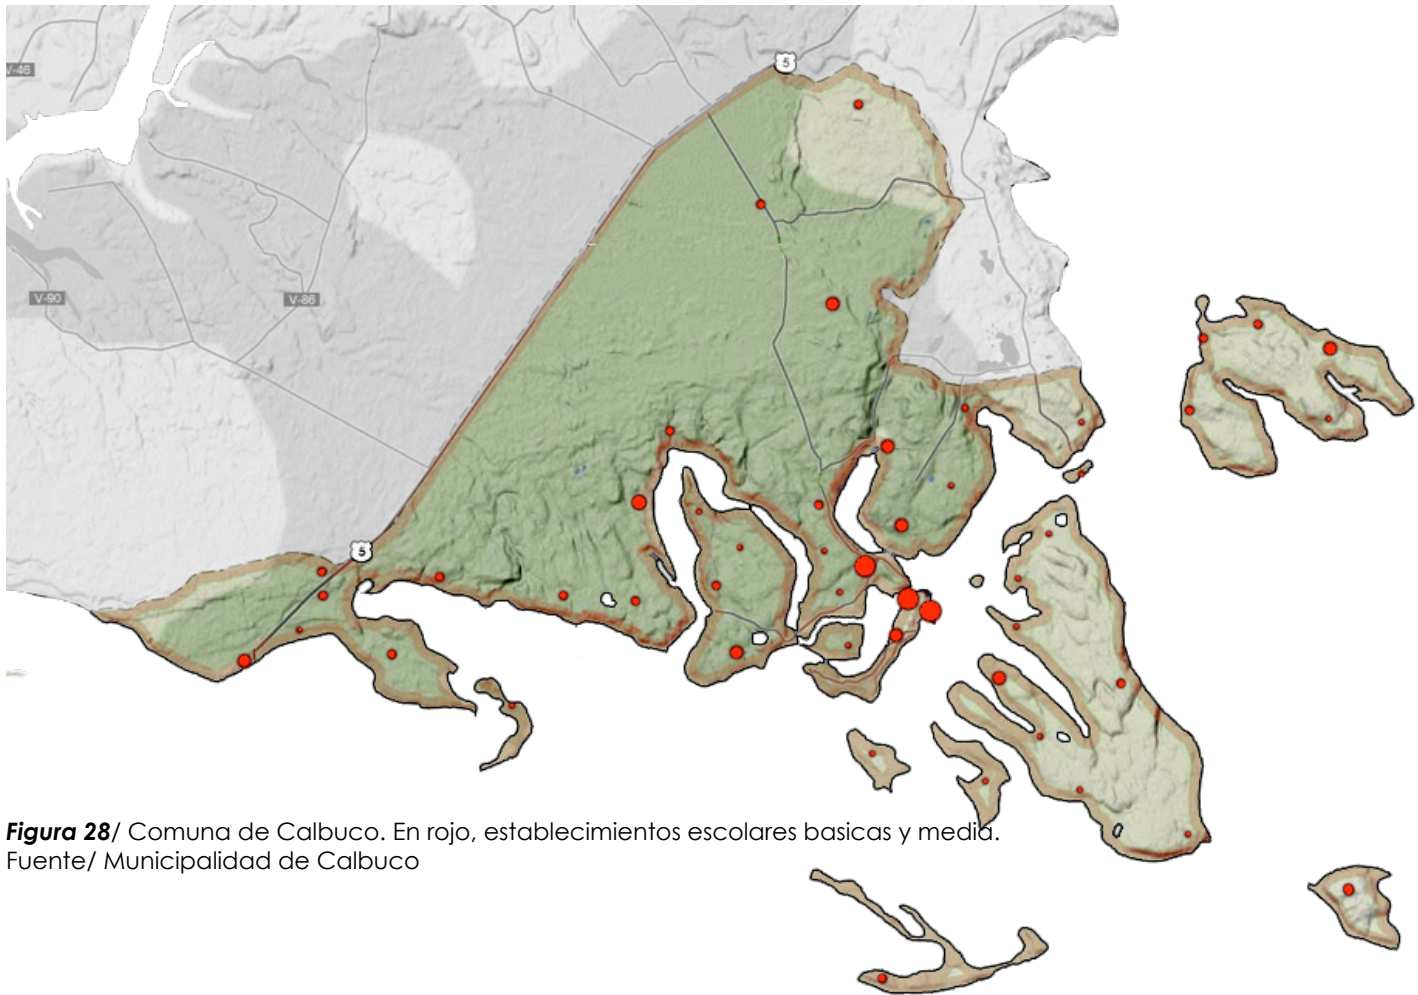 5
V-46
V-90
V-86
5
Figura 28/ Comuna de Calbuco. En rojo, establecimientos escolares basicas y media.
Fuente/ Municipalidad de Calbuco